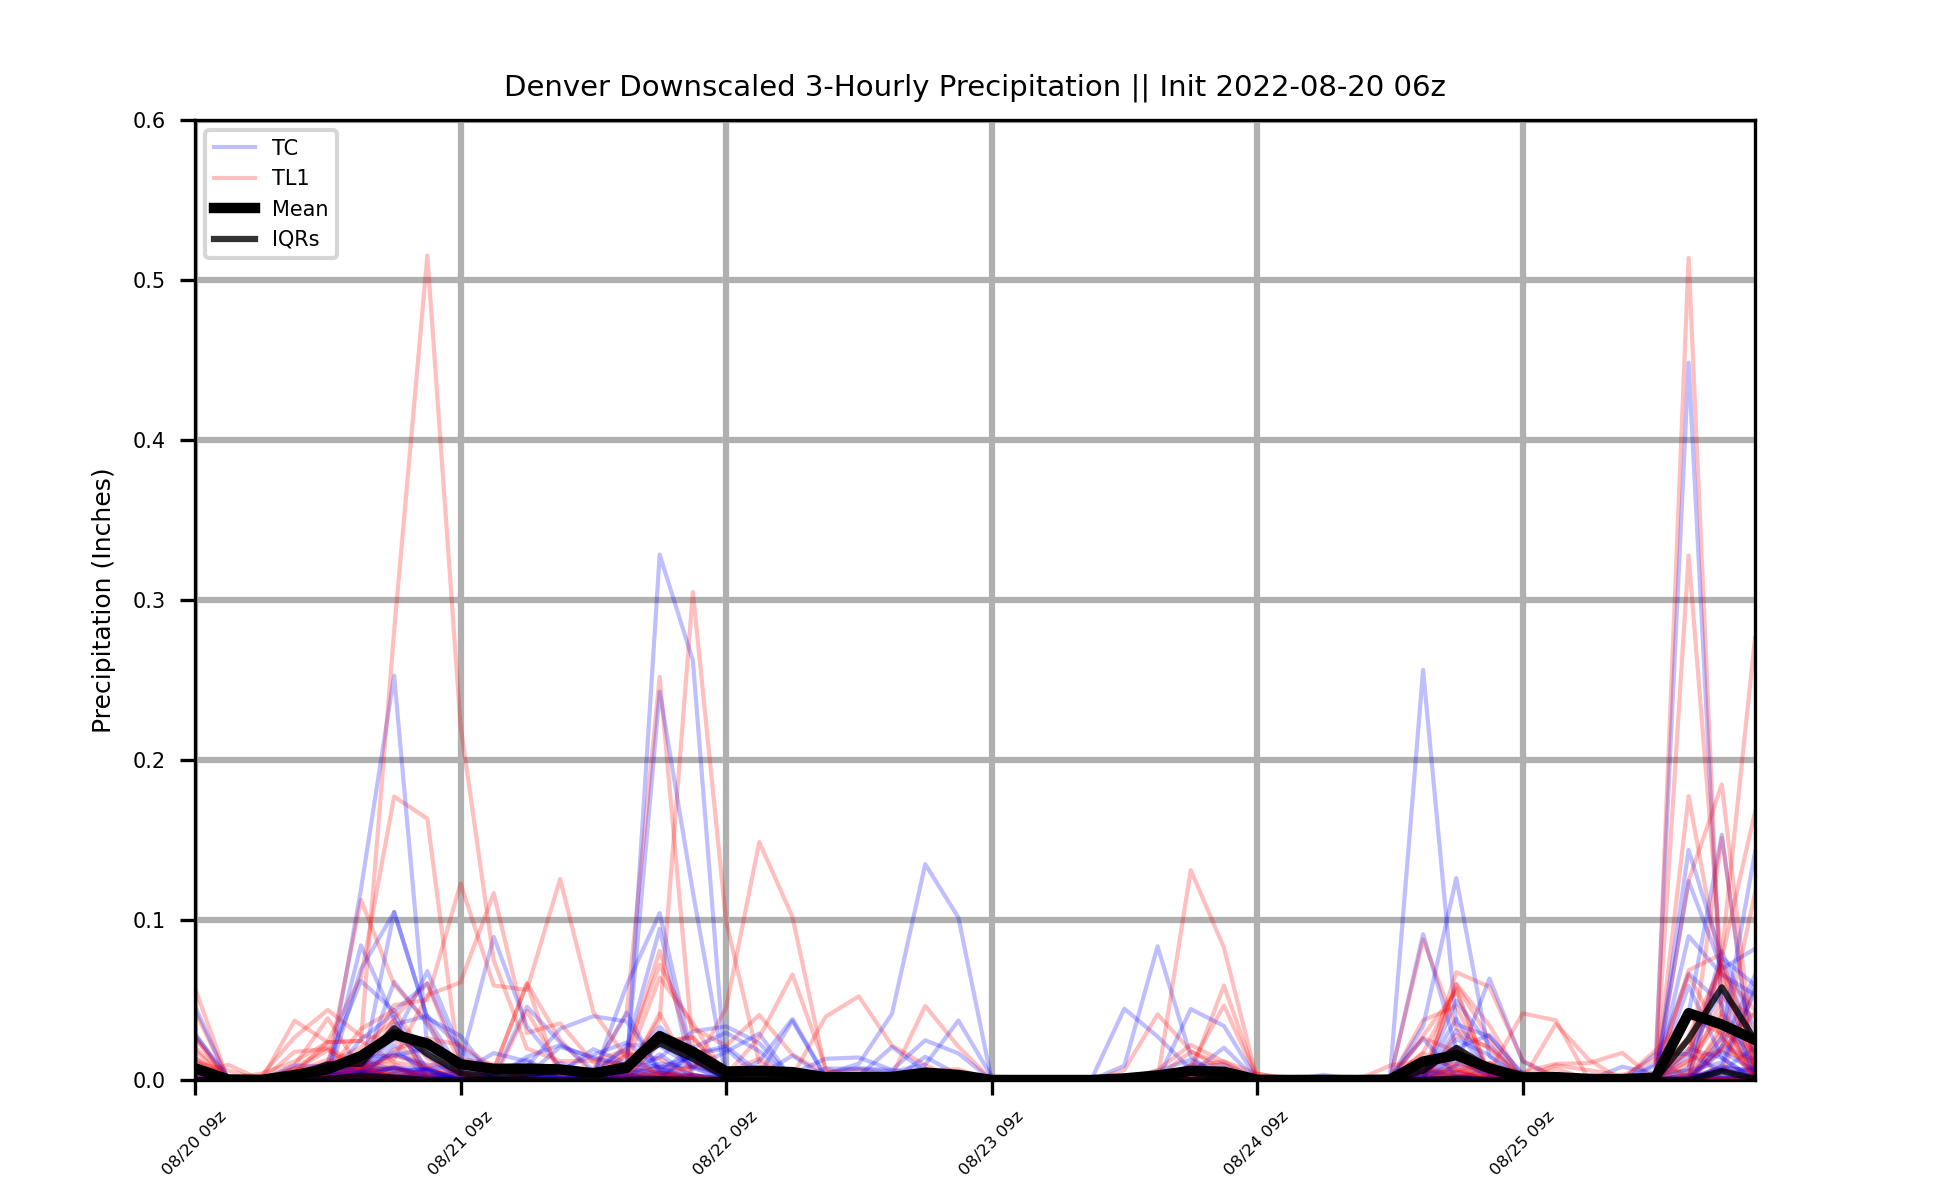 Denver Downscaled 3-Hourly Precipitation || Init 2022-08-20 06z
TC
TL1
Mean
IQRs
Precipitation (Inches)
0.6
0.5
0.4
0.3
0.2
0.1
0.0
08/20 09z
08/21 09z
08/22 09z
08/23 09z
08/24 09z
08/25 09z